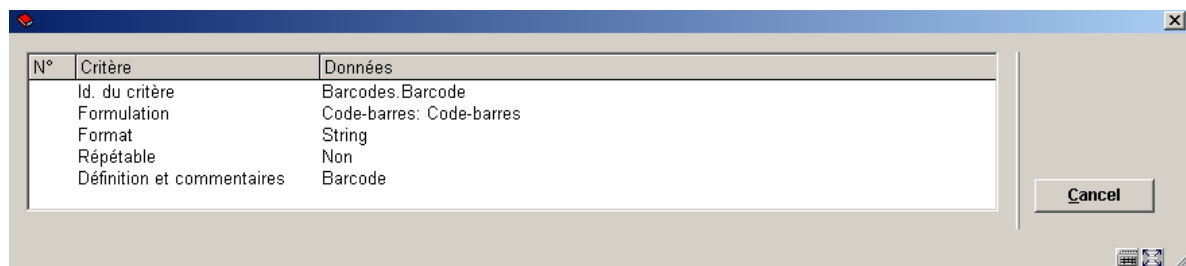 N° Critère Données
Id. du critère Barcodes.Barcode
Formulation Code-barres: Code-barres
Format String
Répétable Non
Définition et commentaires Barcode
Cancel